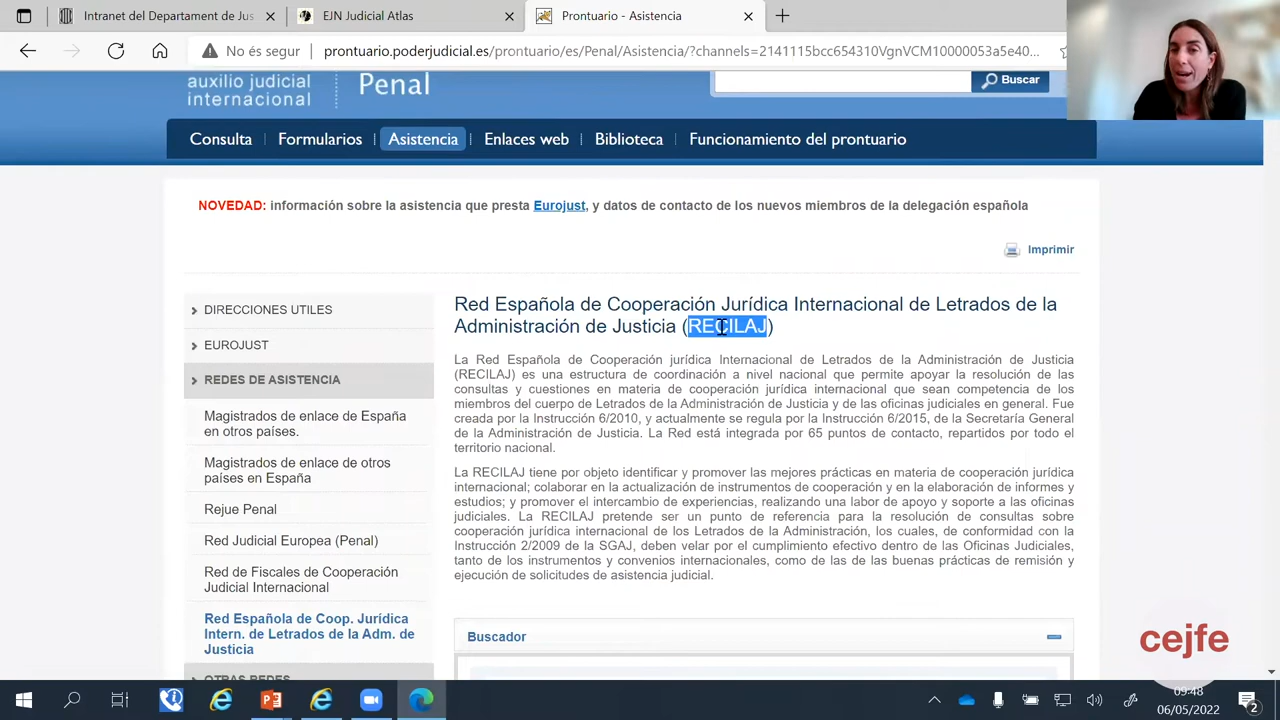 Intranet del Departament de Jus
EJN Judicial Atlas
Prontuario - Asistencia
No és segur
prontuario.poderjudicial.es/prontuario/es/Penal/Asistencia/?channels=2141115bcc654310VgnVCM10000053a5e40...
auxilio judicial
internacional
Penal
Buscar
Consulta
Formularios
Asistencia
Enlaces web
Biblioteca
Funcionamiento del prontuario
NOVEDAD: información sobre la asistencia que presta Eurojust, y datos de contacto de los nuevos miembros de la delegación española
Imprimir
DIRECCIONES UTILES
EUROJUST
REDES DE ASISTENCIA
Magistrados de enlace de España
en otros países.
Magistrados de enlace de otros
países en España
Rejue Penal
Red Judicial Europea (Penal)
Red de Fiscales de Cooperación
Judicial Internacional
Red Española de Coop. Jurídica
Intern. de Letrados de la Adm. de
Justicia
OTRAS REDES
Red Española de Cooperación Jurídica Internacional de Letrados de la
Administración de Justicia (RECILAJ)
La Red Española de Cooperación jurídica Internacional de Letrados de la Administración de Justicia
(RECILAJ) es una estructura de coordinación a nivel nacional que permite apoyar la resolución de las
consultas y cuestiones en materia de cooperación jurídica internacional que sean competencia de los
miembros del cuerpo de Letrados de la Administración de Justicia y de las oficinas judiciales en general. Fue
creada por la Instrucción 6/2010, y actualmente se regula por la Instrucción 6/2015, de la Secretaría General
de la Administración de Justicia. La Red está integrada por 65 puntos de contacto, repartidos por todo el
territorio nacional.
La RECILAJ tiene por objeto identificar y promover las mejores prácticas en materia de cooperación jurídica
internacional; colaborar en la actualización de instrumentos de cooperación y en la elaboración de informes y
estudios; y promover el intercambio de experiencias, realizando una labor de apoyo y soporte a las oficinas
judiciales. La RECILAJ pretende ser un punto de referencia para la resolución de consultas sobre
cooperación jurídica internacional de los Letrados de la Administración, los cuales, de conformidad con la
Instrucción 2/2009 de la SGAJ, deben velar por el cumplimiento efectivo dentro de las Oficinas Judiciales,
tanto de los instrumentos y convenios internacionales, como de las de las buenas prácticas de remisión y
ejecución de solicitudes de asistencia judicial.
Buscador
cejfe
09:48
06/05/2022
2